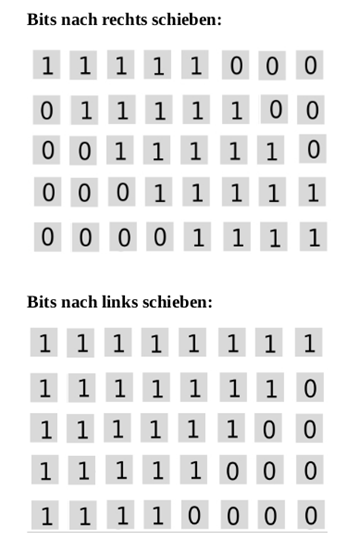 Bits nach rechts schieben:
1 1 1 1 1 0 0 0
0 1 1 1 1 1 0 0
0 0 1 1 1 1 1 0
0 0 0 1 1 1 1 1
0 0 0 0 1 1 1 1
Bits nach links schieben:
1 1 1 1 1 1 1 1
1 1 1 1 1 1 1 0
1 1 1 1 1 1 0 0
1 1 1 1 1 0 0 0
1 1 1 1 0 0 0 0